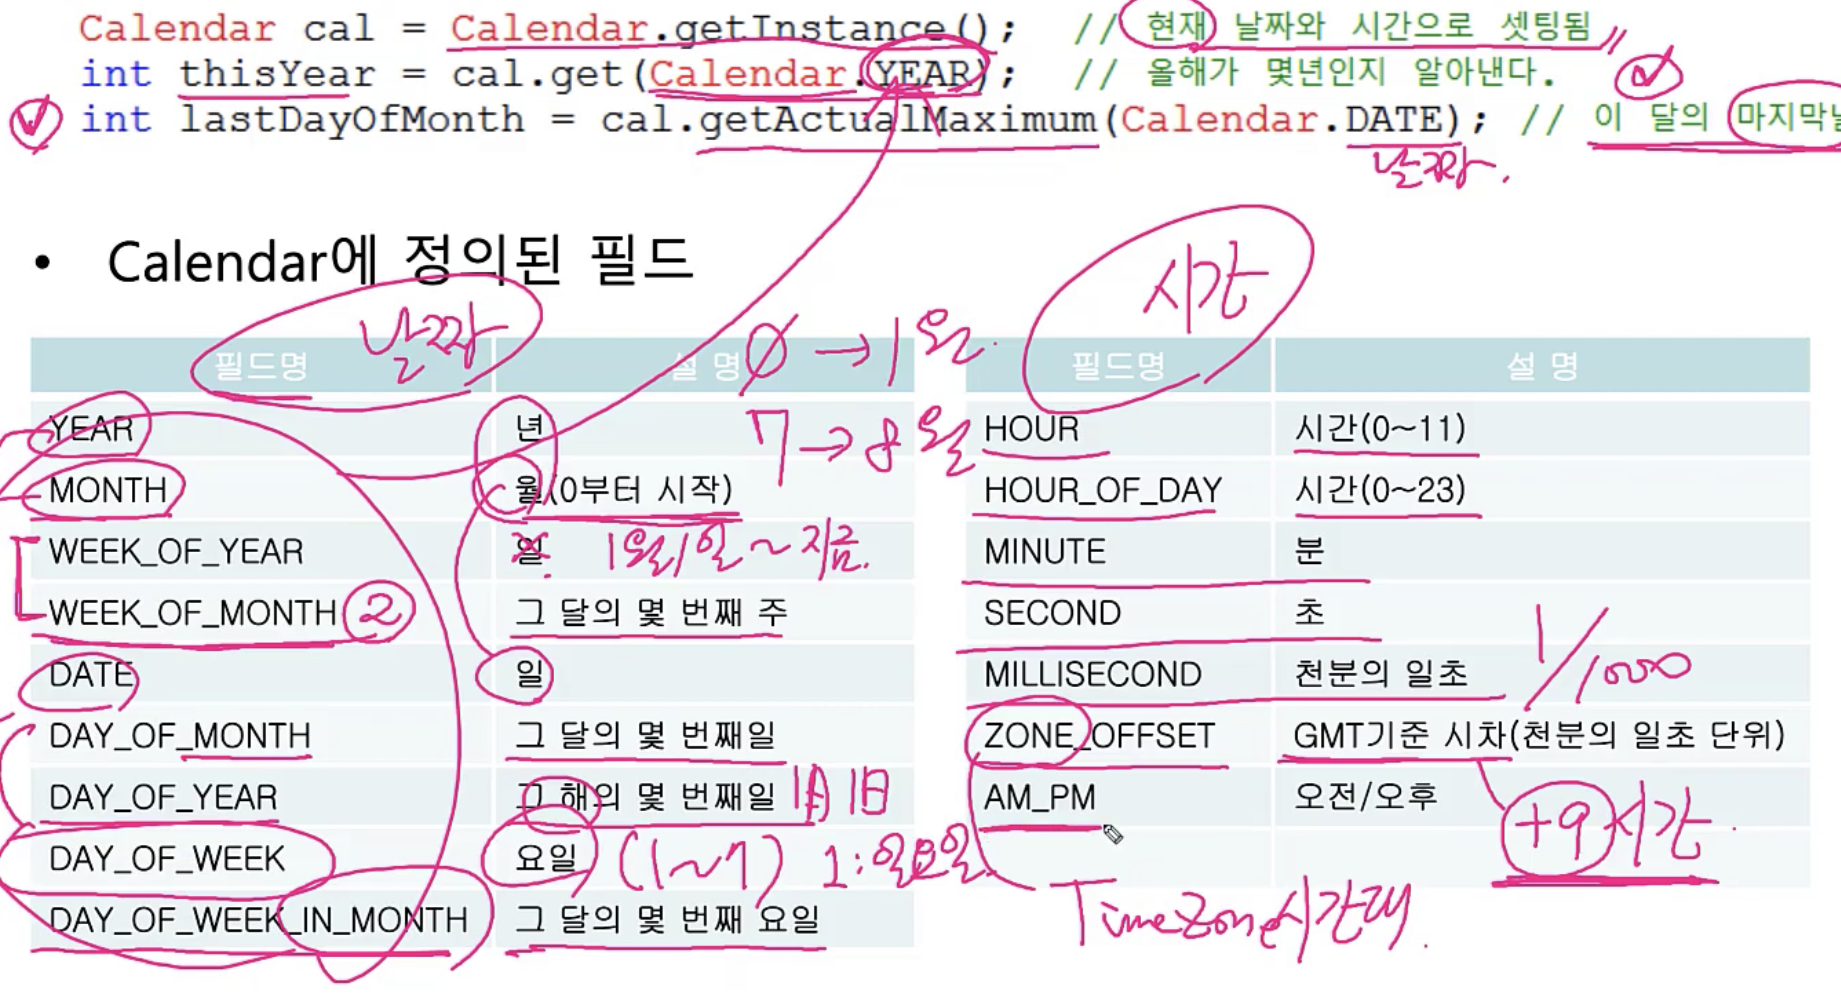 Calendar cal = Calendar.getInstance(); // 현재 날짜와 시간으로 셋팅됨
int thisYear = cal.get(Calendar.YEAR); // 올해가 몇년인지 알아낸다.
int lastDayOfMonth = cal.getActualMaximum(Calendar.DATE); // 이 달의 마지막날
날짜.
• Calendar에 정의된 필드
날짜
시간
필드명 설 명
0 → 1월.
YEAR 년
7 → 8월
MONTH 월(0부터 시작)
WEEK_OF_YEAR 일 1월1일~지금.
WEEK_OF_MONTH ② 그 달의 몇 번째 주
DATE 일
DAY_OF_MONTH 그 달의 몇 번째일
DAY_OF_YEAR 그 해의 몇 번째일
DAY_OF_WEEK 요일 (1~7) 1:일요일
DAY_OF_WEEK_IN_MONTH 그 달의 몇 번째 요일
필드명 설 명
HOUR 시간(0~11)
HOUR_OF_DAY 시간(0~23)
MINUTE 분
SECOND 초
MILLISECOND 천분의 일초 1/1000
ZONE_OFFSET GMT기준 시차(천분의 일초 단위)
AM_PM 오전/오후
+9시간.
TimeZone시간대.